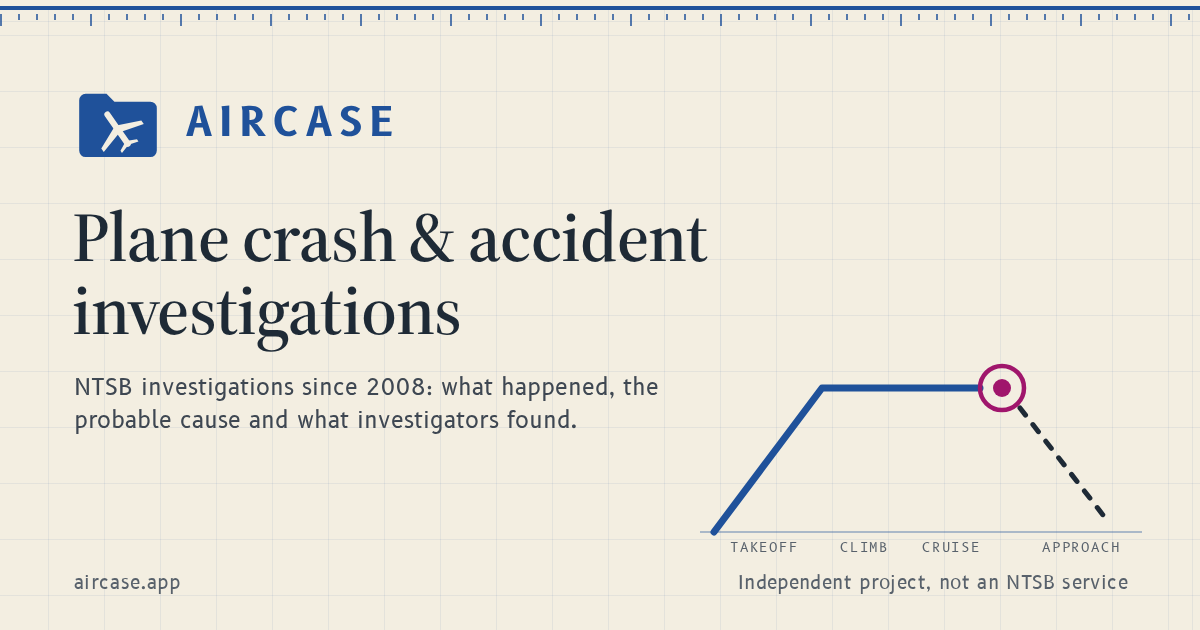 AIRCASE
Plane crash & accident
investigations
NTSB investigations since 2008: what happened, the
probable cause and what investigators found.
TAKEOFF CLIMB CRUISE APPROACH
aircase.app
Independent project, not an NTSB service